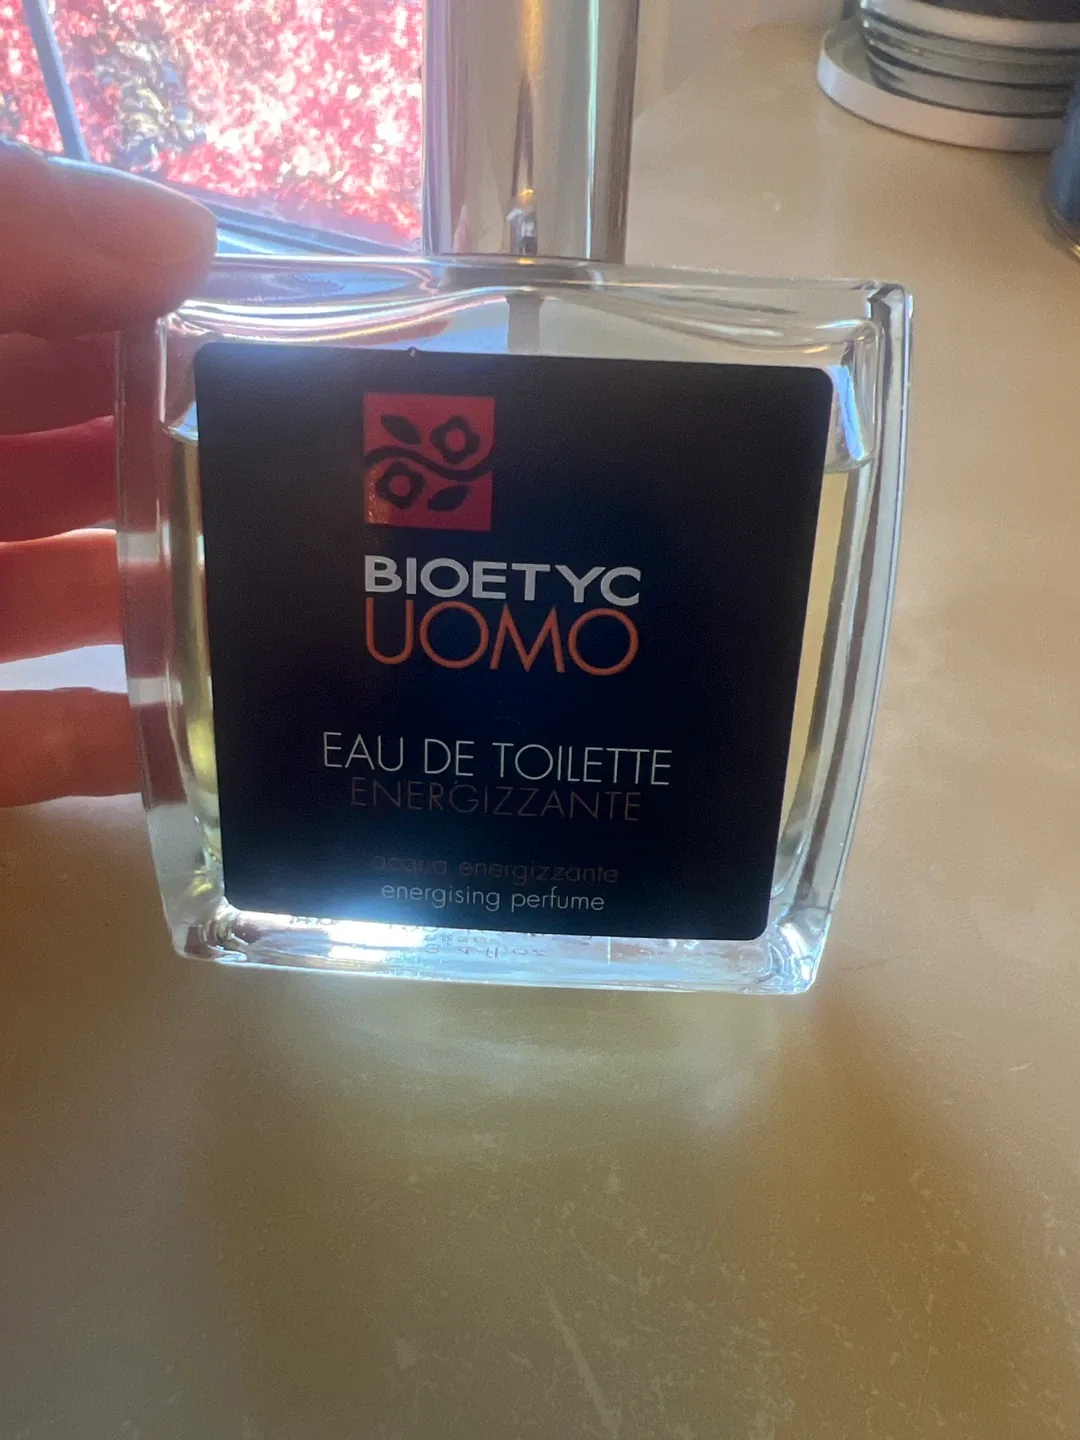 BIOETYC
UOMO
EAU DE TOILETTE
ENERGIZZANTE
acqua energizzante
energising perfume